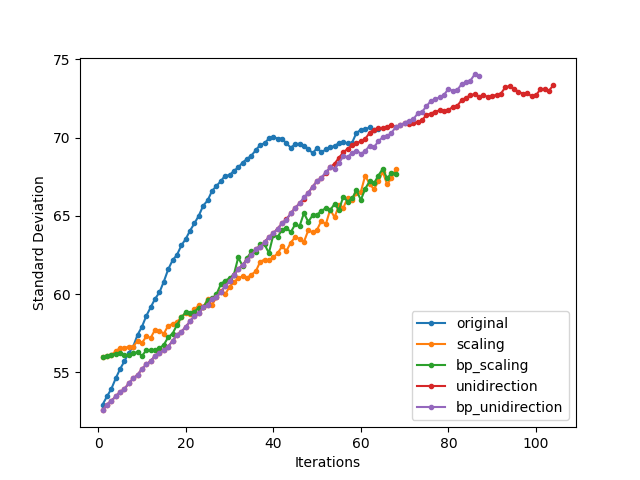 75
70
65
60
55
Standard Deviation
0
20
40
60
80
100
Iterations
original
scaling
bp_scaling
unidirection
bp_unidirection